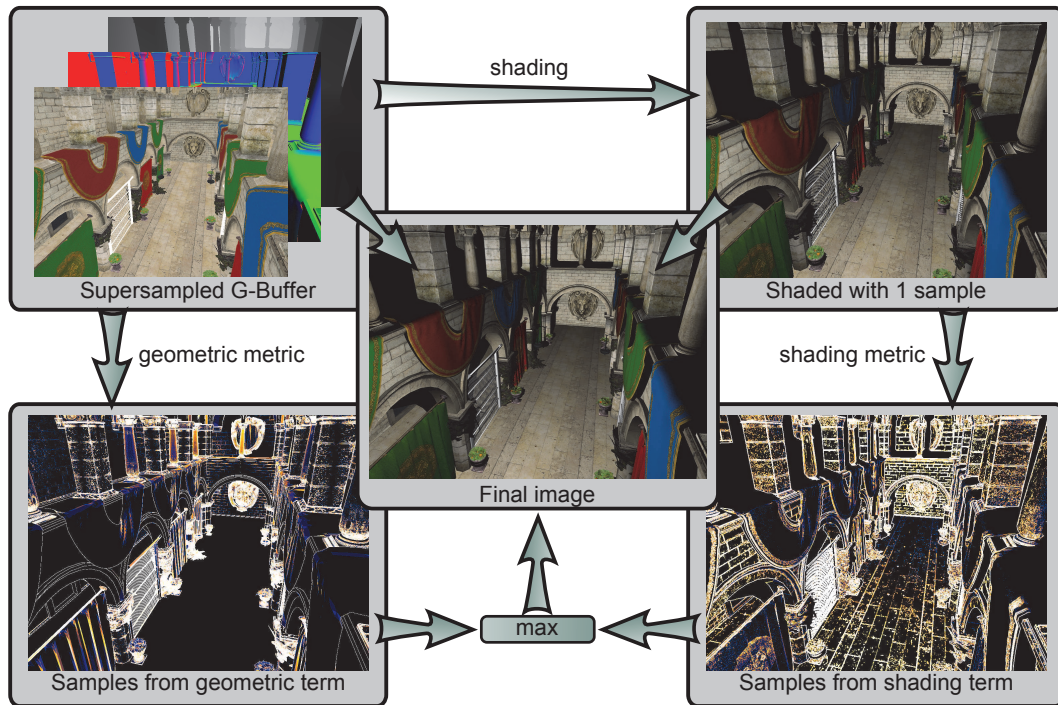 shading
Supersampled G-Buffer
Shaded with 1 sample
geometric metric
shading metric
Final image
max
Samples from geometric term
Samples from shading term